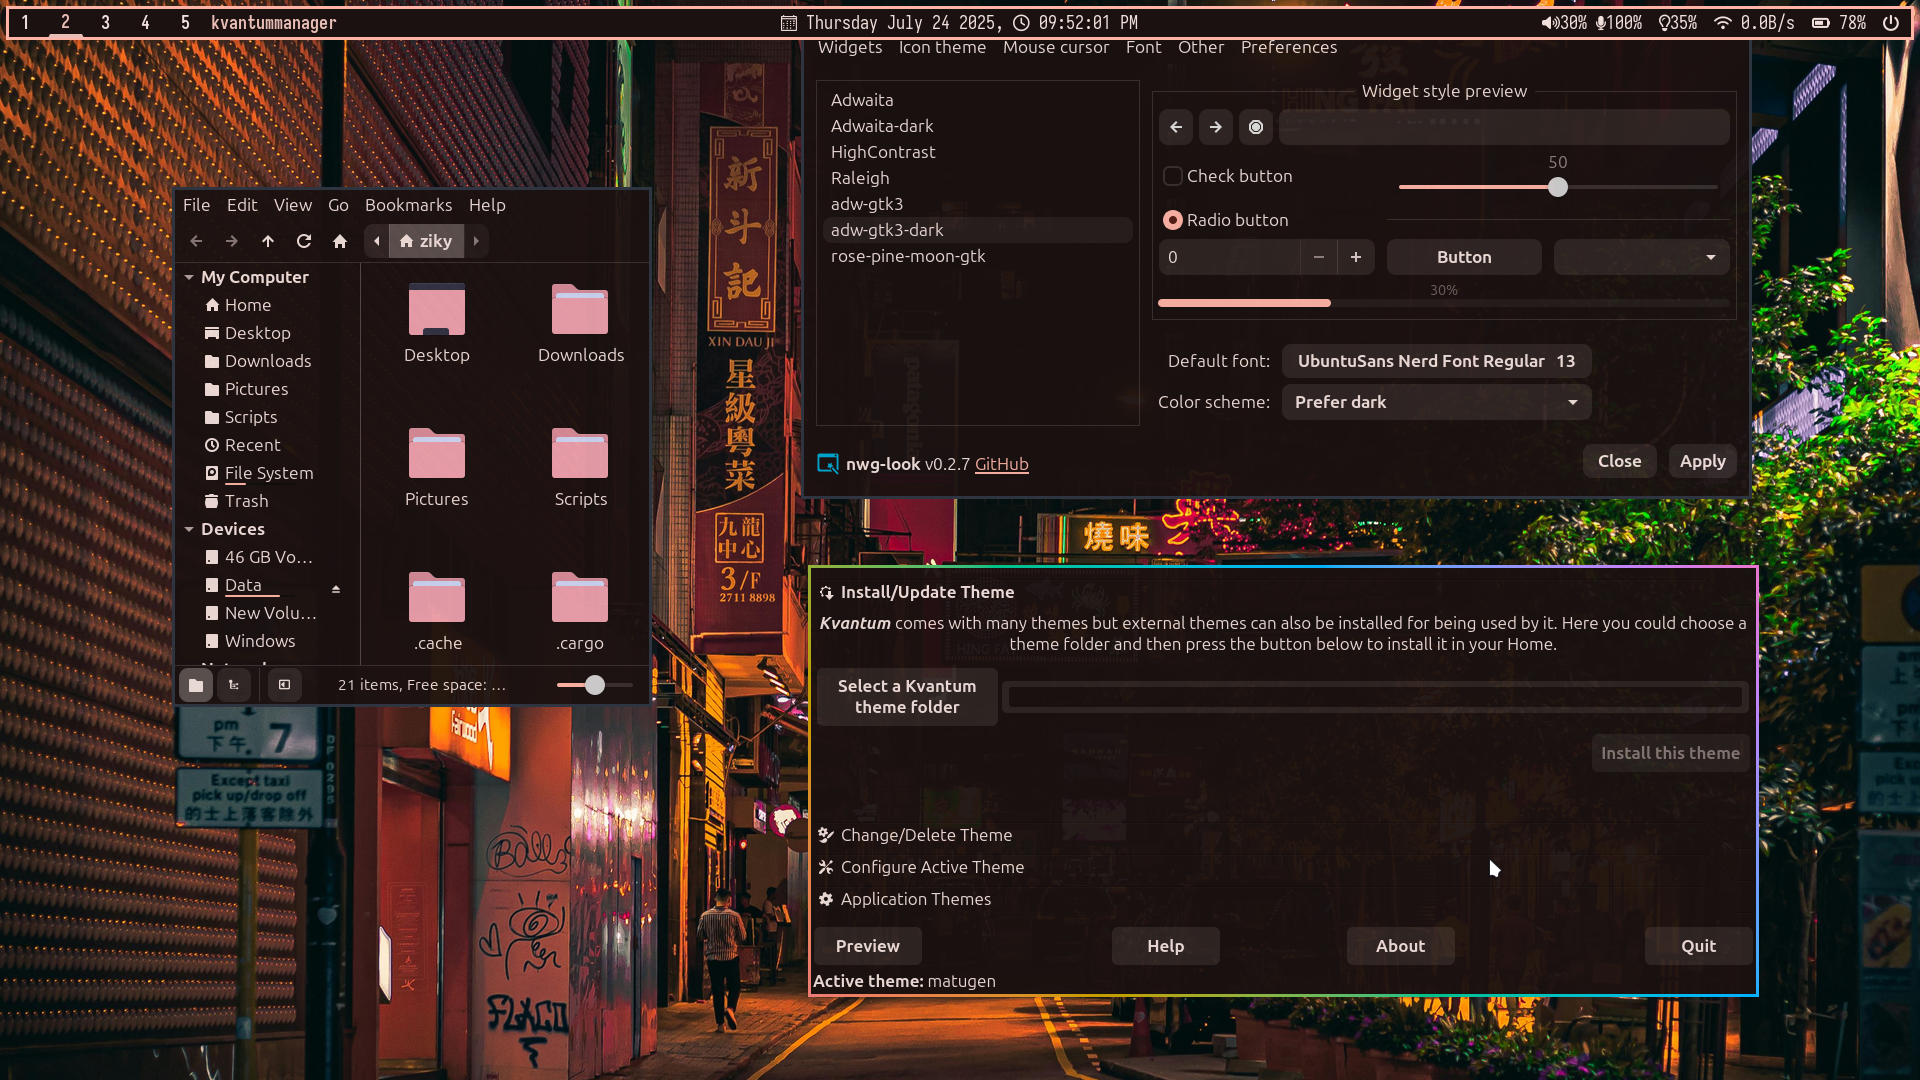 1 2 3 4 5 kvantummanager
Thursday July 24 2025, 09:52:01 PM
30% 100% 35% 0.0B/s 78%
Widgets Icon theme Mouse cursor Font Other Preferences
Adwaita
Adwaita-dark
HighContrast
Raleigh
adw-gtk3
adw-gtk3-dark
rose-pine-moon-gtk
Widget style preview
50
Check button
Radio button
0
Button
30%
Default font: UbuntuSans Nerd Font Regular 13
Color scheme: Prefer dark
nwg-look v0.2.7 GitHub
Close Apply
File Edit View Go Bookmarks Help
ziky
My Computer
Home
Desktop
Downloads
Pictures
Scripts
Recent
File System
Trash
Devices
46 GB Vo...
Data
New Volu...
Windows
Desktop Downloads
Pictures Scripts
.cache .cargo
21 items, Free space: ...
Install/Update Theme
Kvantum comes with many themes but external themes can also be installed for being used by it. Here you could choose a
theme folder and then press the button below to install it in your Home.
Select a Kvantum
theme folder
Install this theme
Change/Delete Theme
Configure Active Theme
Application Themes
Preview Help About Quit
Active theme: matugen
新斗記
XIN DAU JI
星級粵菜
九龍
中心
3/F
2711 8898
燒味
pm
下午 7
Except taxi
pick up/drop off
的士上落客除外
FLACO